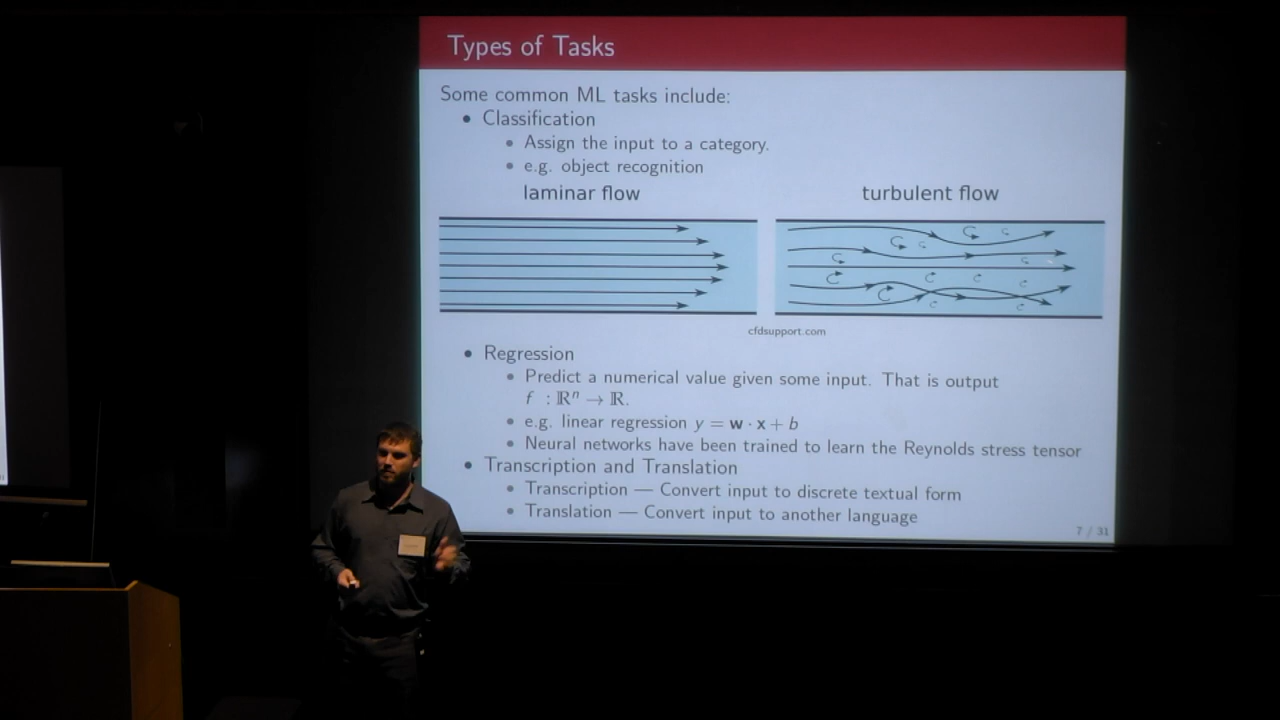 Types of Tasks
Some common ML tasks include:
• Classification
• Assign the input to a category.
• e.g. object recognition
laminar flow
turbulent flow
cfdsupport.com
• Regression
• Predict a numerical value given some input. That is output
f : ℝⁿ → ℝ.
• e.g. linear regression y = w · x + b
• Neural networks have been trained to learn the Reynolds stress tensor
• Transcription and Translation
• Transcription — Convert input to discrete textual form
• Translation — Convert input to another language
7 / 31